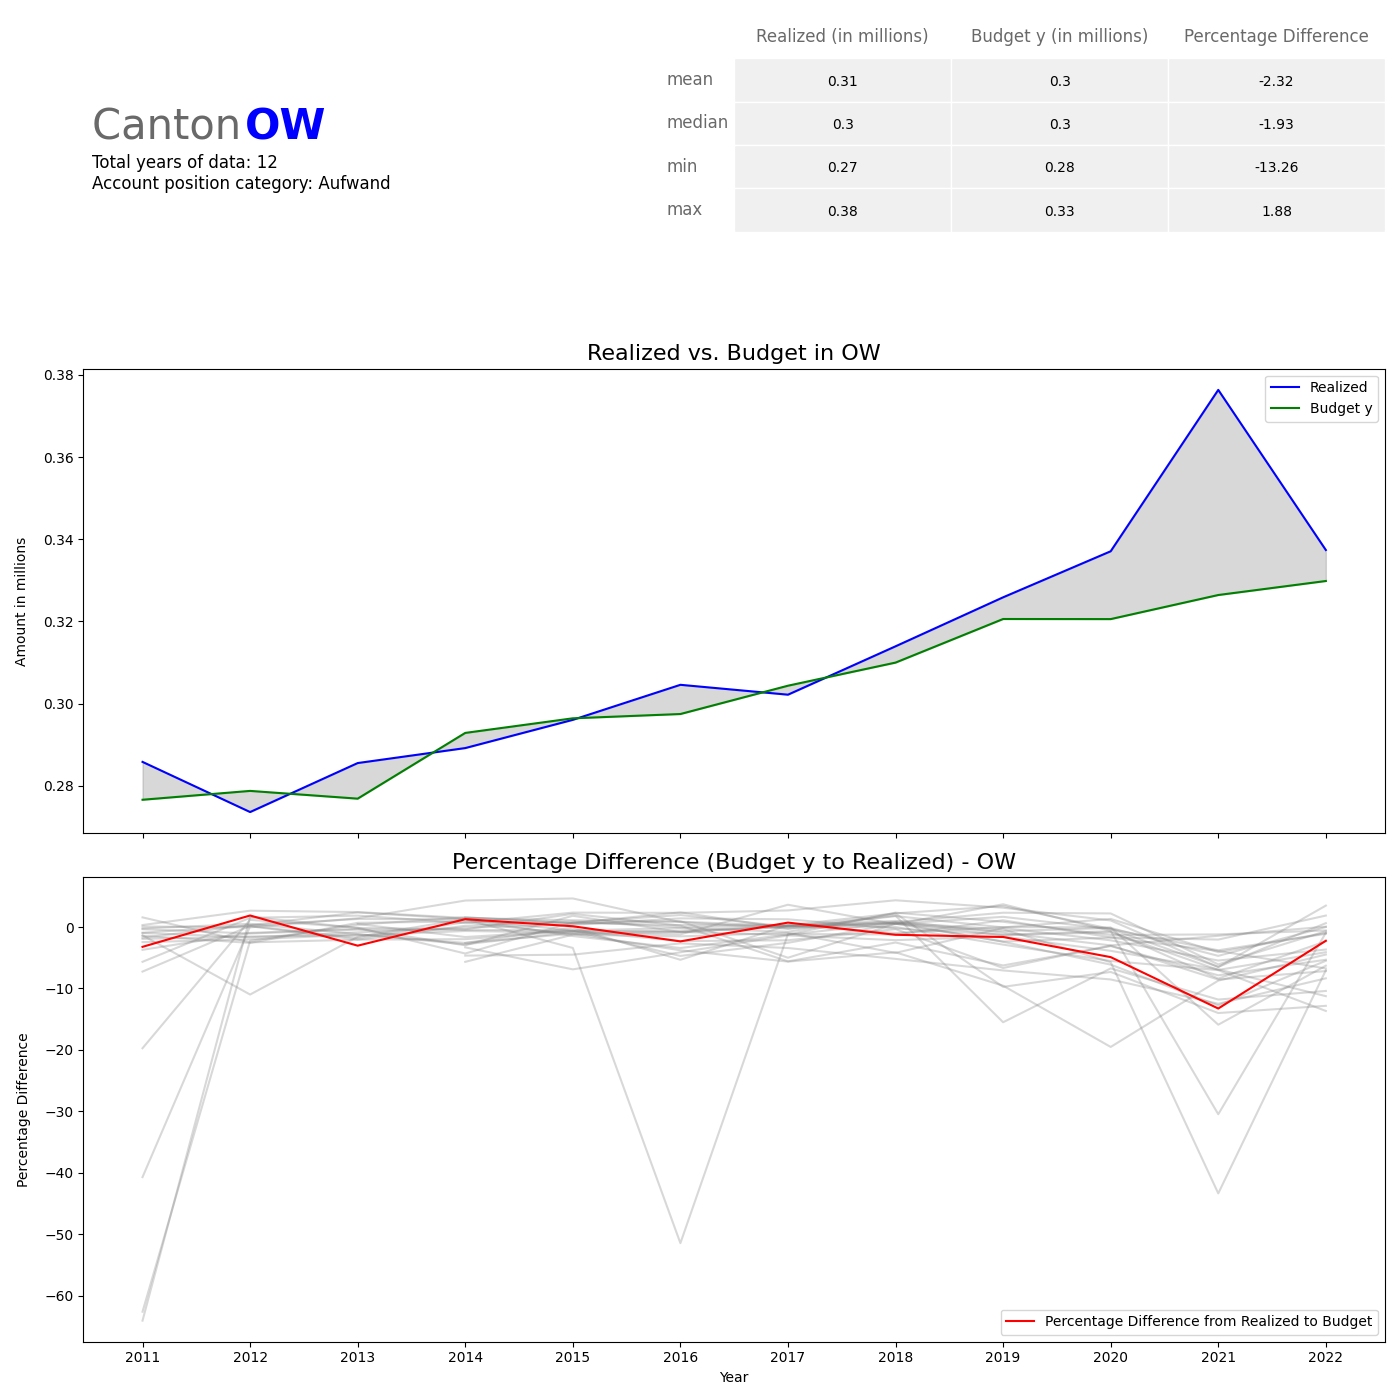 Canton OW
Total years of data: 12
Account position category: Aufwand
Realized (in millions) Budget y (in millions) Percentage Difference
mean 0.31 0.3 -2.32
median 0.3 0.3 -1.93
min 0.27 0.28 -13.26
max 0.38 0.33 1.88
Realized vs. Budget in OW
Amount in millions
0.38
0.36
0.34
0.32
0.30
0.28
Realized
Budget y
Percentage Difference (Budget y to Realized) - OW
Percentage Difference
0
−10
−20
−30
−40
−50
−60
Percentage Difference from Realized to Budget
2011 2012 2013 2014 2015 2016 2017 2018 2019 2020 2021 2022
Year